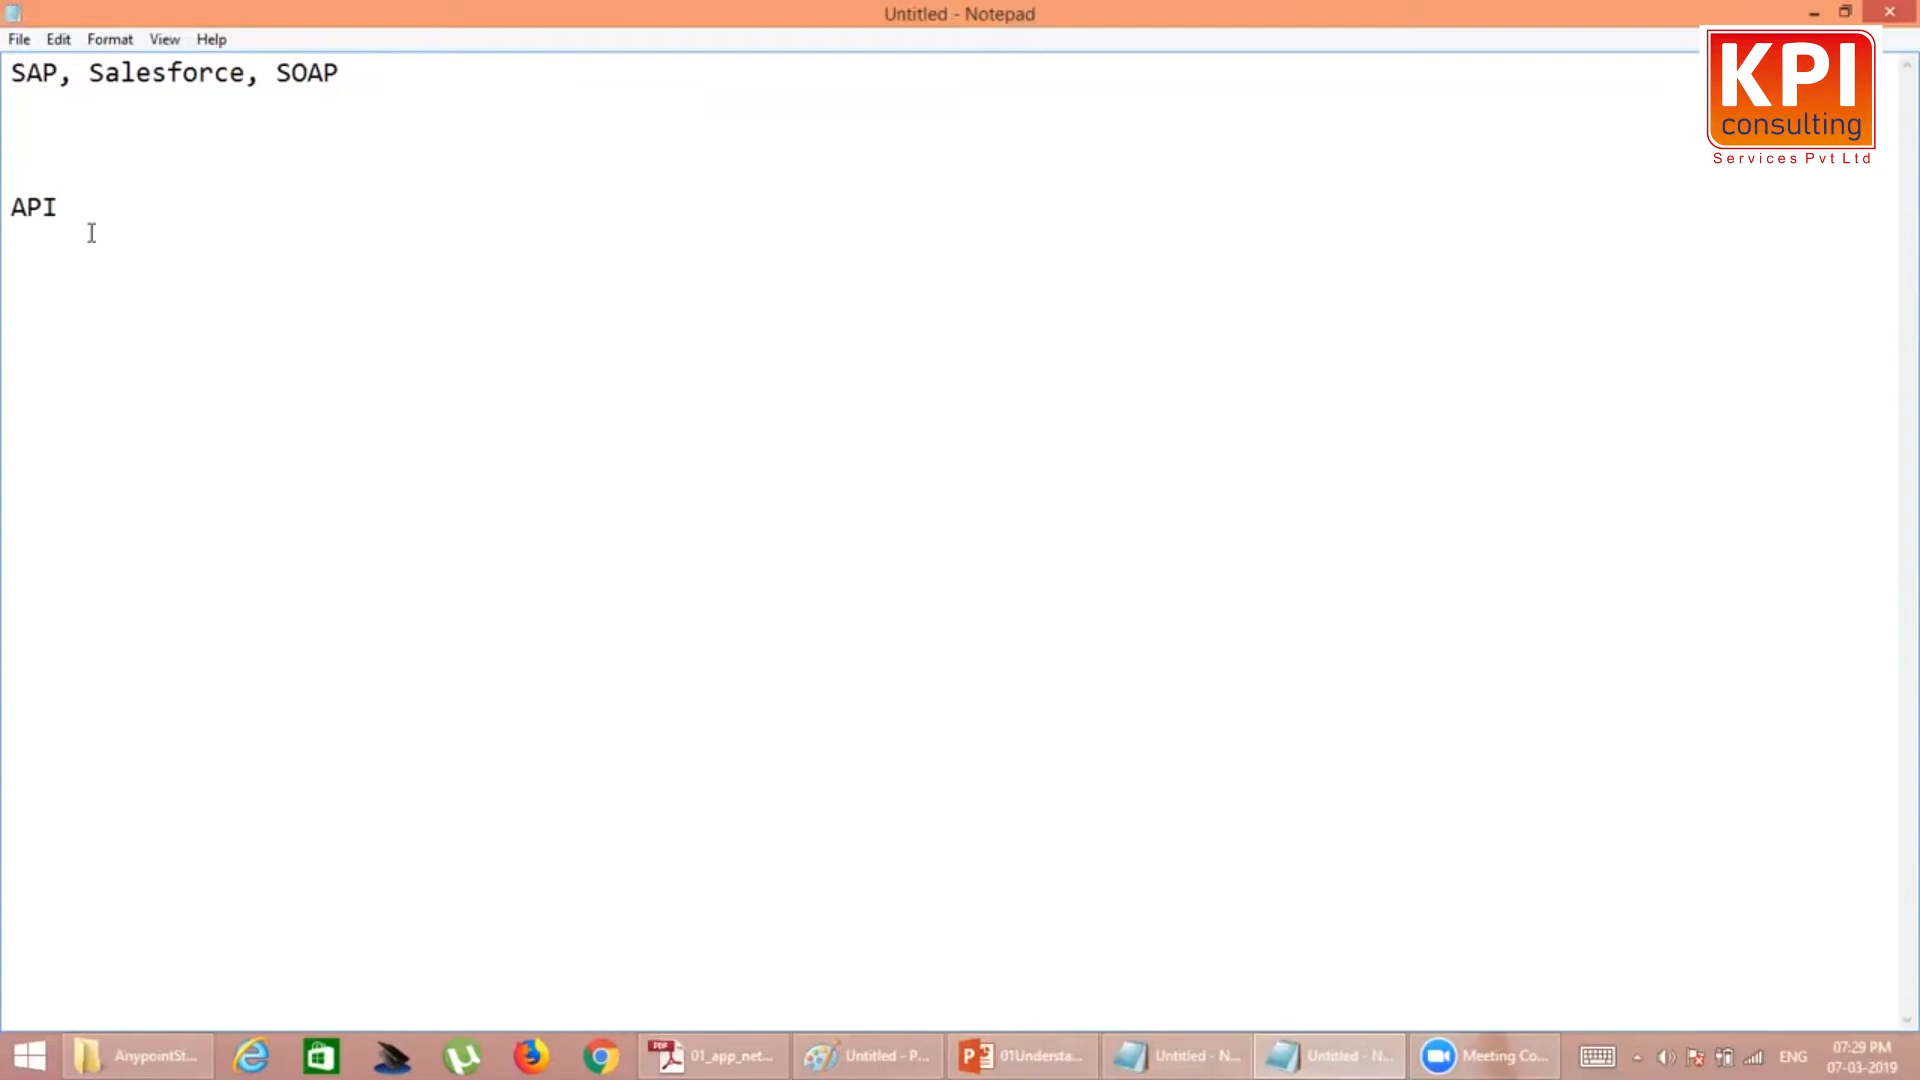 Untitled - Notepad
File Edit Format View Help
SAP, Salesforce, SOAP
API
KPI
consulting
Services Pvt Ltd
AnypointSt...
01_app_net...
Untitled - P...
01Understa...
Untitled - N...
Untitled - N...
Meeting Co...
ENG
07:29 PM
07-03-2019